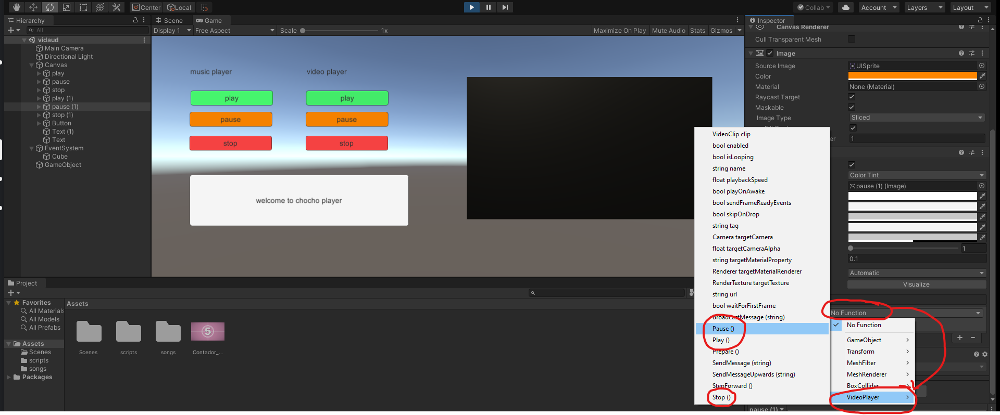 Center
Local
Collab
Account
Layers
Layout
Hierarchy
All
vidaud
Main Camera
Directional Light
Canvas
play
pause
stop
play (1)
pause (1)
stop (1)
Button
Text (1)
Text
EventSystem
Cube
GameObject
Scene
Game
Display 1
Free Aspect
Scale
1x
Maximize On Play
Mute Audio
Stats
Gizmos
music player
video player
play
play
pause
pause
stop
stop
welcome to chocho player
Inspector
Canvas Renderer
Cull Transparent Mesh
Image
Source Image
UISprite
Color
Material
None (Material)
Raycast Target
Maskable
Image Type
Sliced
1
Color Tint
pause (1) (Image)
1
0.1
Automatic
Visualize
No Function
No Function
GameObject
Transform
MeshFilter
MeshRenderer
BoxCollider
VideoPlayer
VideoClip clip
bool enabled
bool isLooping
string name
float playbackSpeed
bool playOnAwake
bool sendFrameReadyEvents
bool skipOnDrop
string tag
Camera targetCamera
float targetCameraAlpha
string targetMaterialProperty
Renderer targetMaterialRenderer
RenderTexture targetTexture
string url
bool waitForFirstFrame
BroadcastMessage (string)
Pause ()
Play ()
Prepare ()
SendMessage (string)
SendMessageUpwards (string)
StepForward ()
Stop ()
pause (1)
Project
Favorites
All Materials
All Models
All Prefabs
Assets
Scenes
scripts
songs
Packages
Assets
Scenes
scripts
songs
5
Contador_...